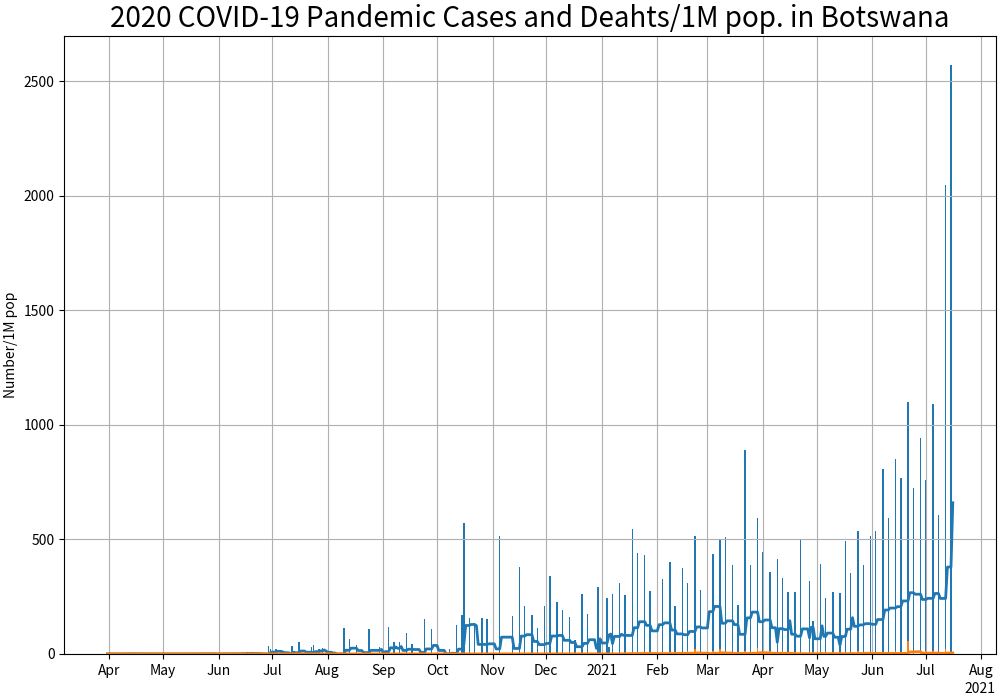 2020 COVID-19 Pandemic Cases and Deahts/1M pop. in Botswana
Number/1M pop
2500
2000
1500
1000
500
0
Apr May Jun Jul Aug Sep Oct Nov Dec 2021 Feb Mar Apr May Jun Jul Aug
2021